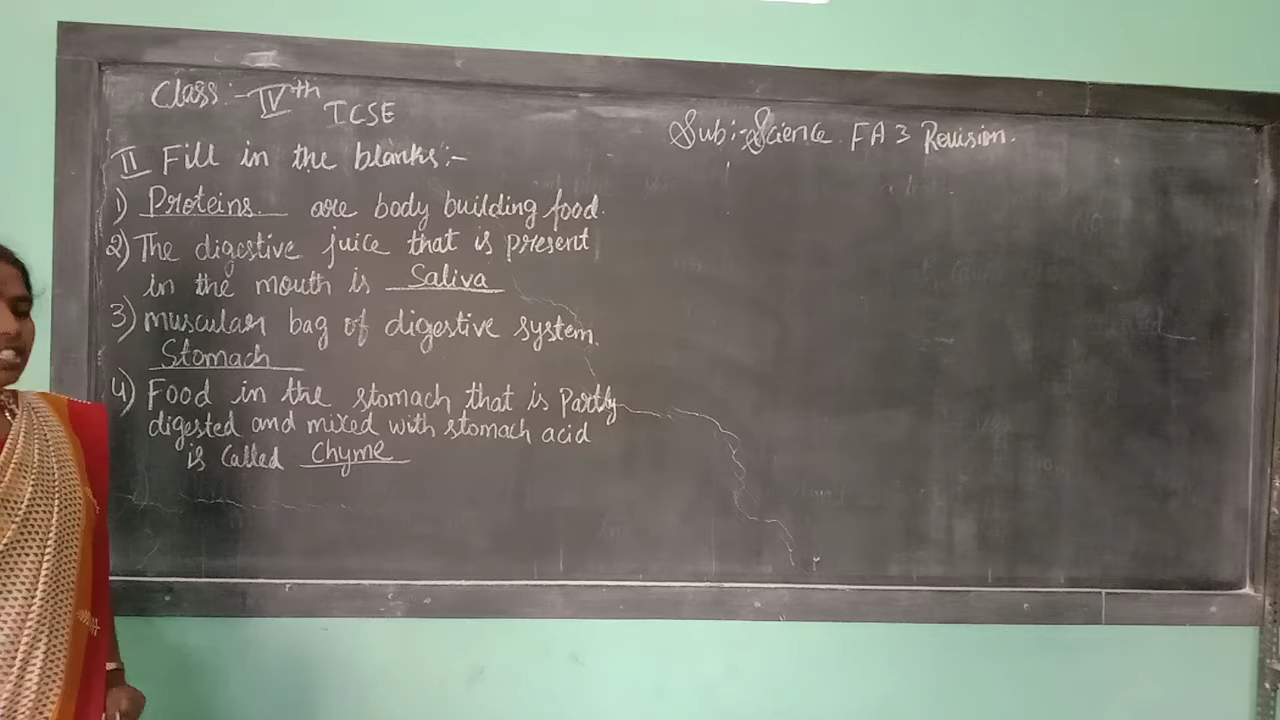 Class:- IVth
ICSE
Sub:-Science FA 3 Revision.
II Fill in the blanks:-
1) Proteins are body building food.
2) The digestive juice that is present
in the mouth is Saliva
3) muscular bag of digestive system.
Stomach
4) Food in the stomach that is Partly
digested and mixed with stomach acid
is called Chyme